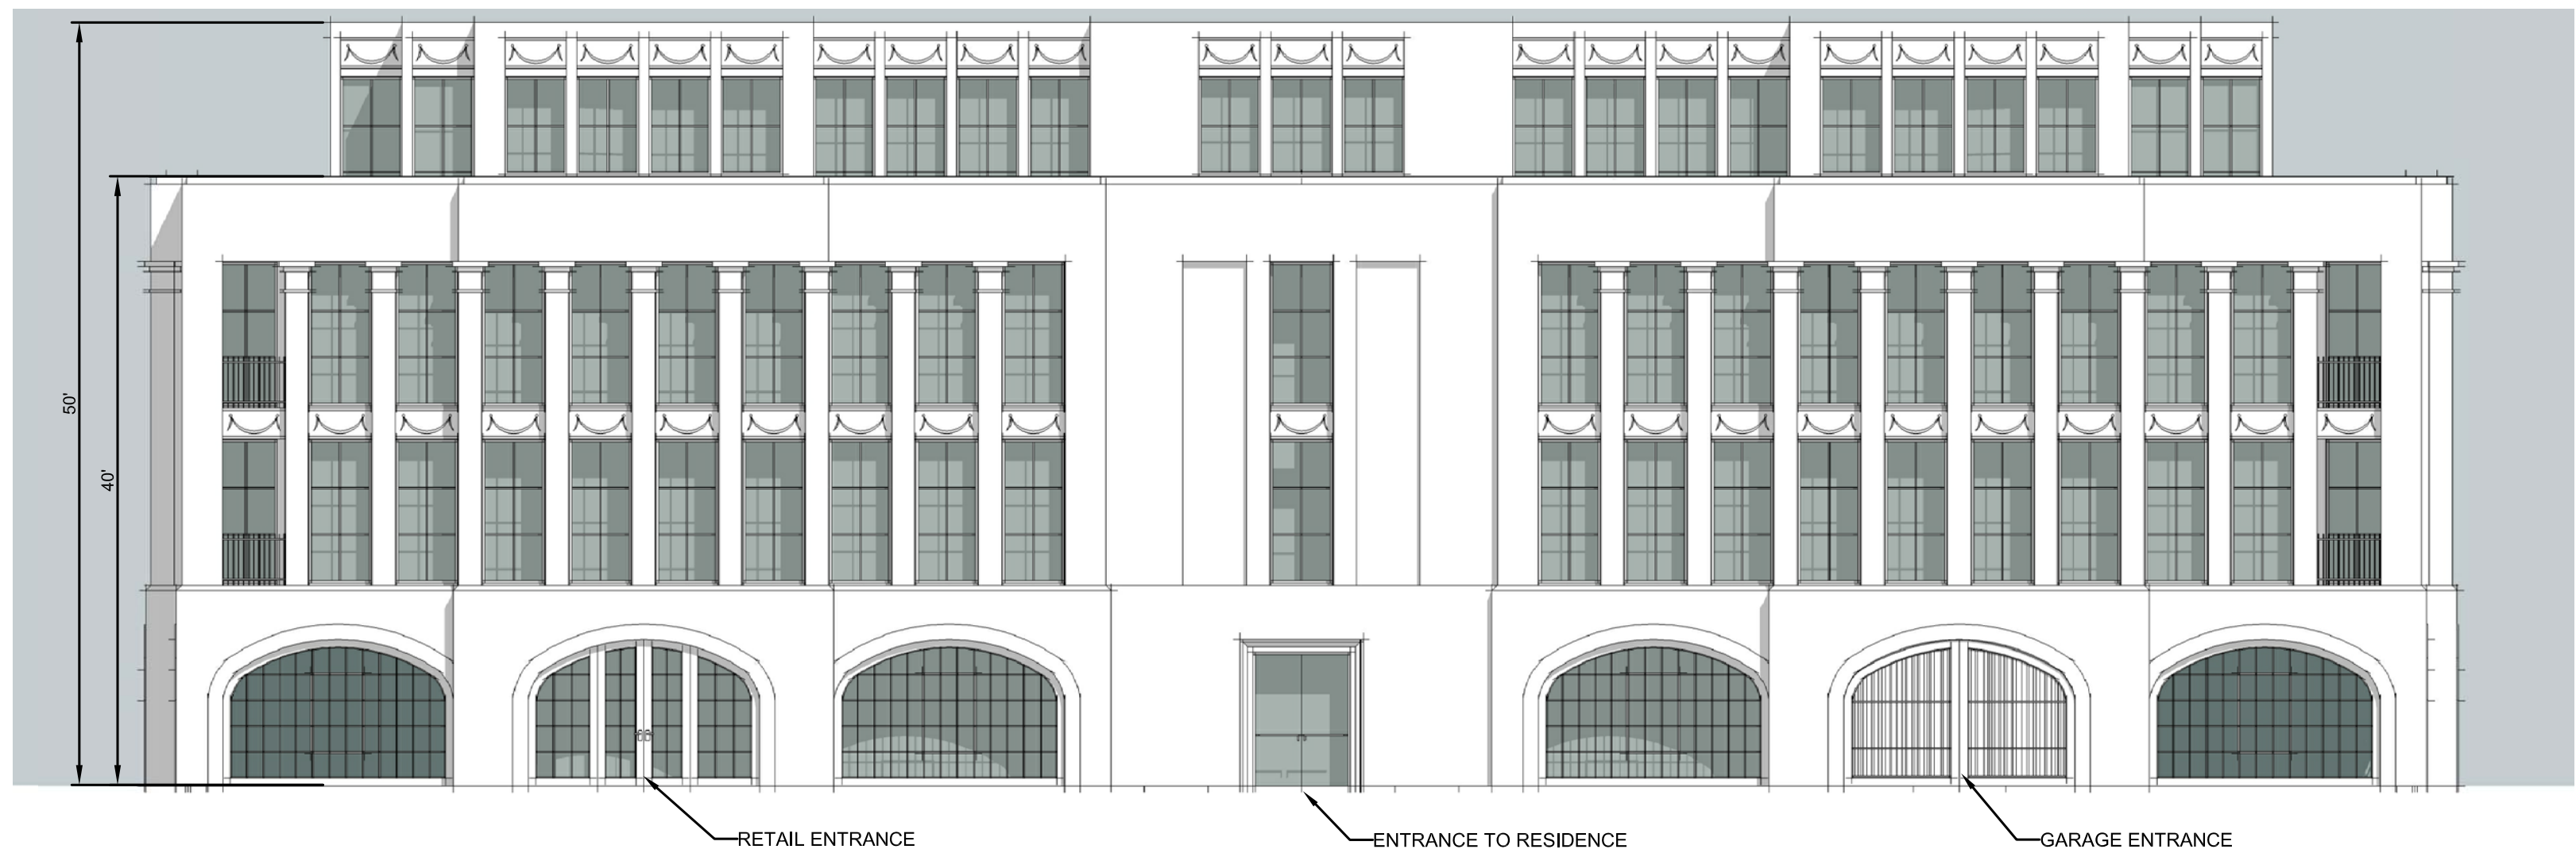 50'
40'
RETAIL ENTRANCE
ENTRANCE TO RESIDENCE
GARAGE ENTRANCE